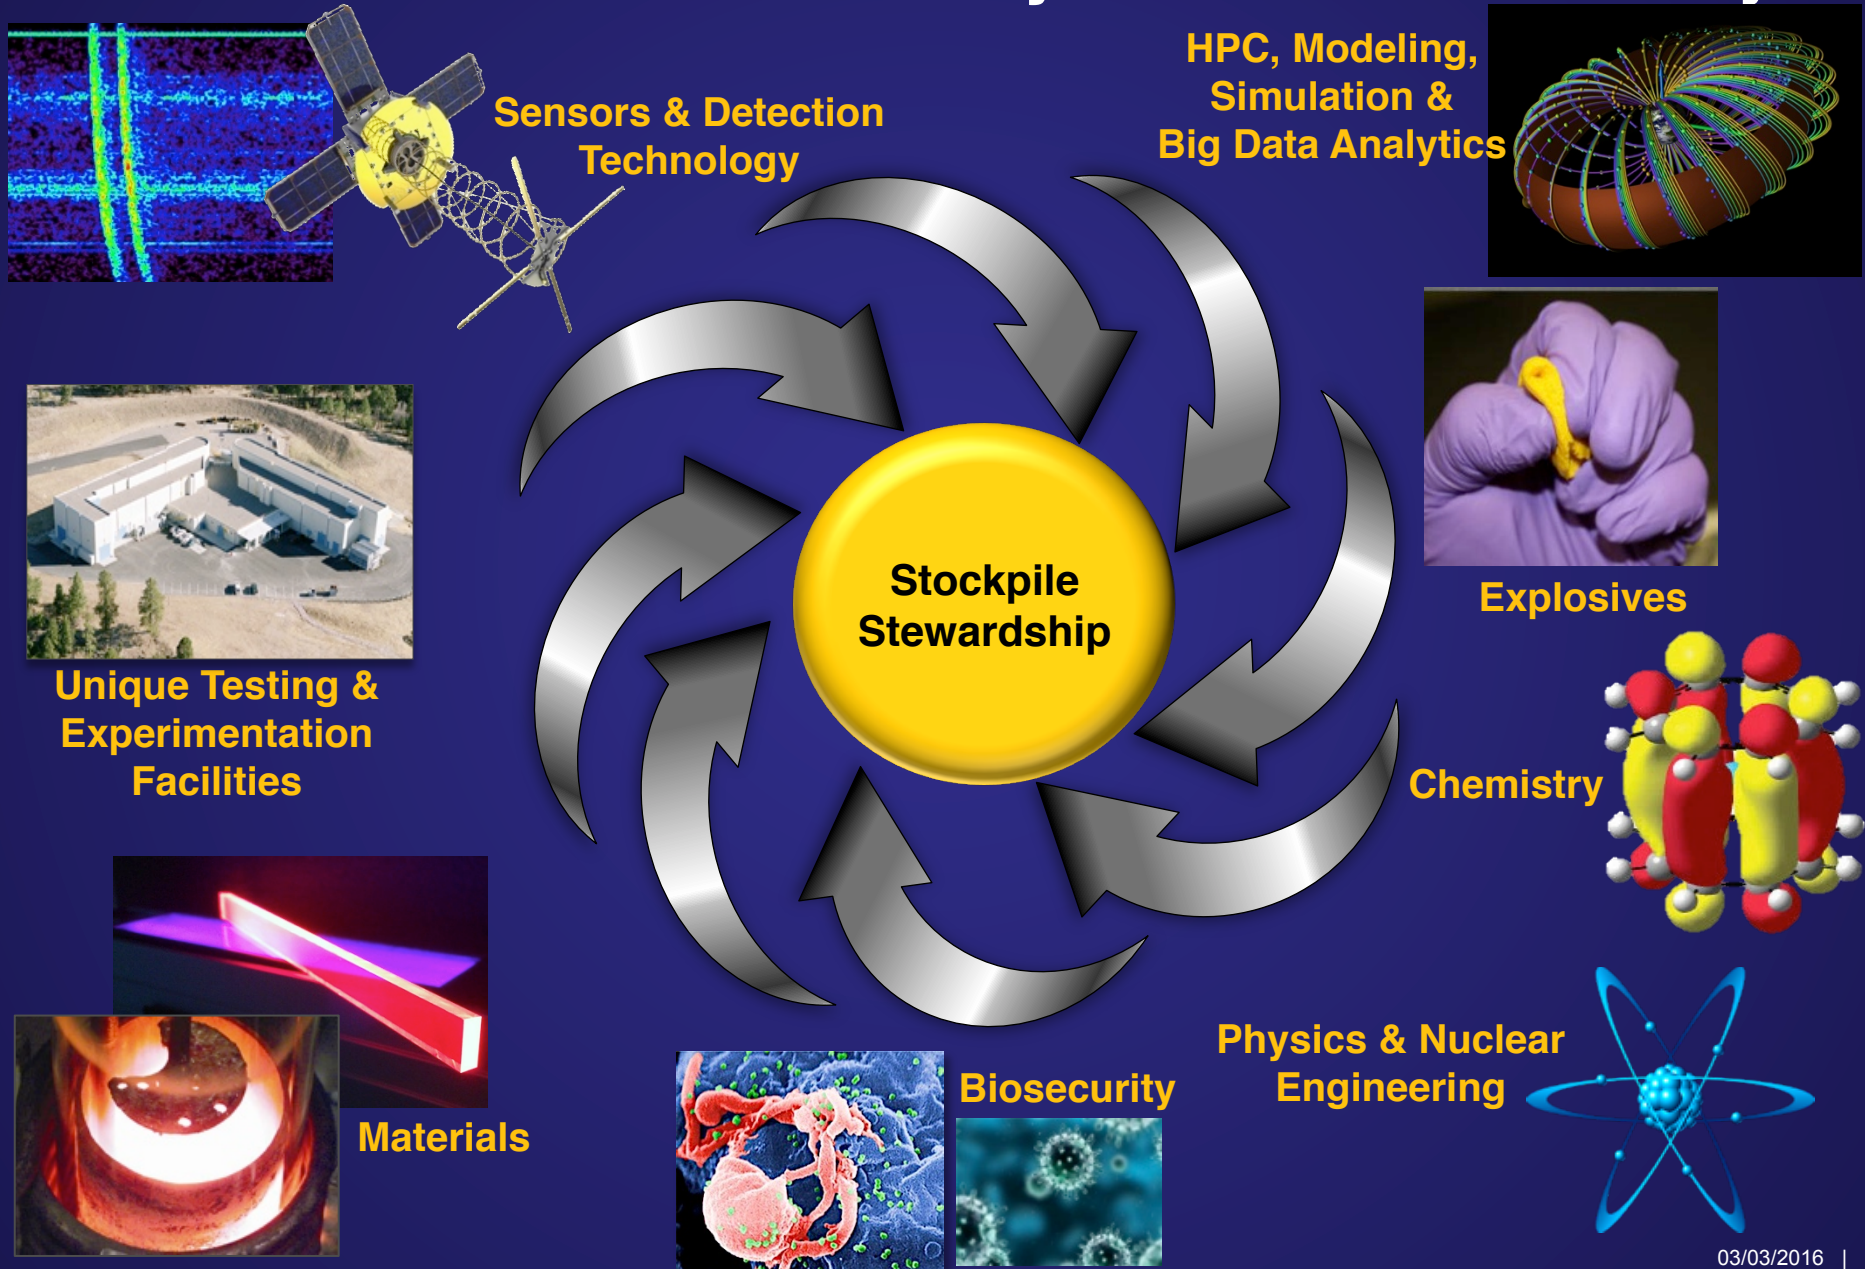 Sensors & Detection
Technology
HPC, Modeling,
Simulation &
Big Data Analytics
Explosives
Stockpile
Stewardship
Unique Testing &
Experimentation
Facilities
Chemistry
Physics & Nuclear
Engineering
Biosecurity
Materials
03/03/2016 |